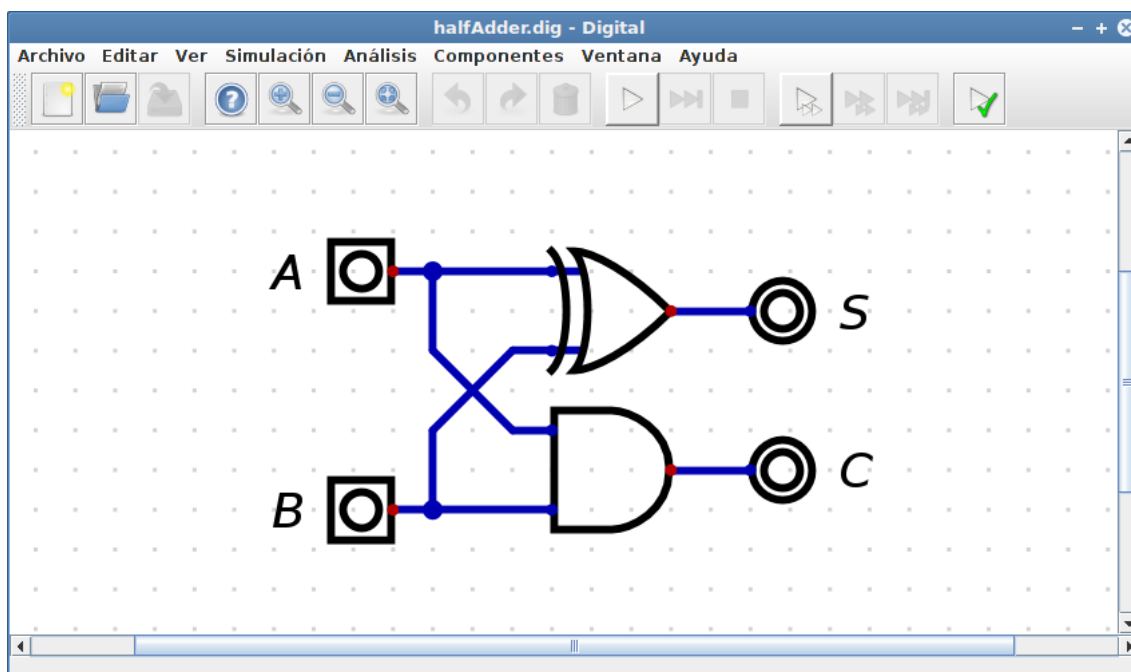 halfAdder.dig - Digital
Archivo Editar Ver Simulación Análisis Componentes Ventana Ayuda
A
S
B
C